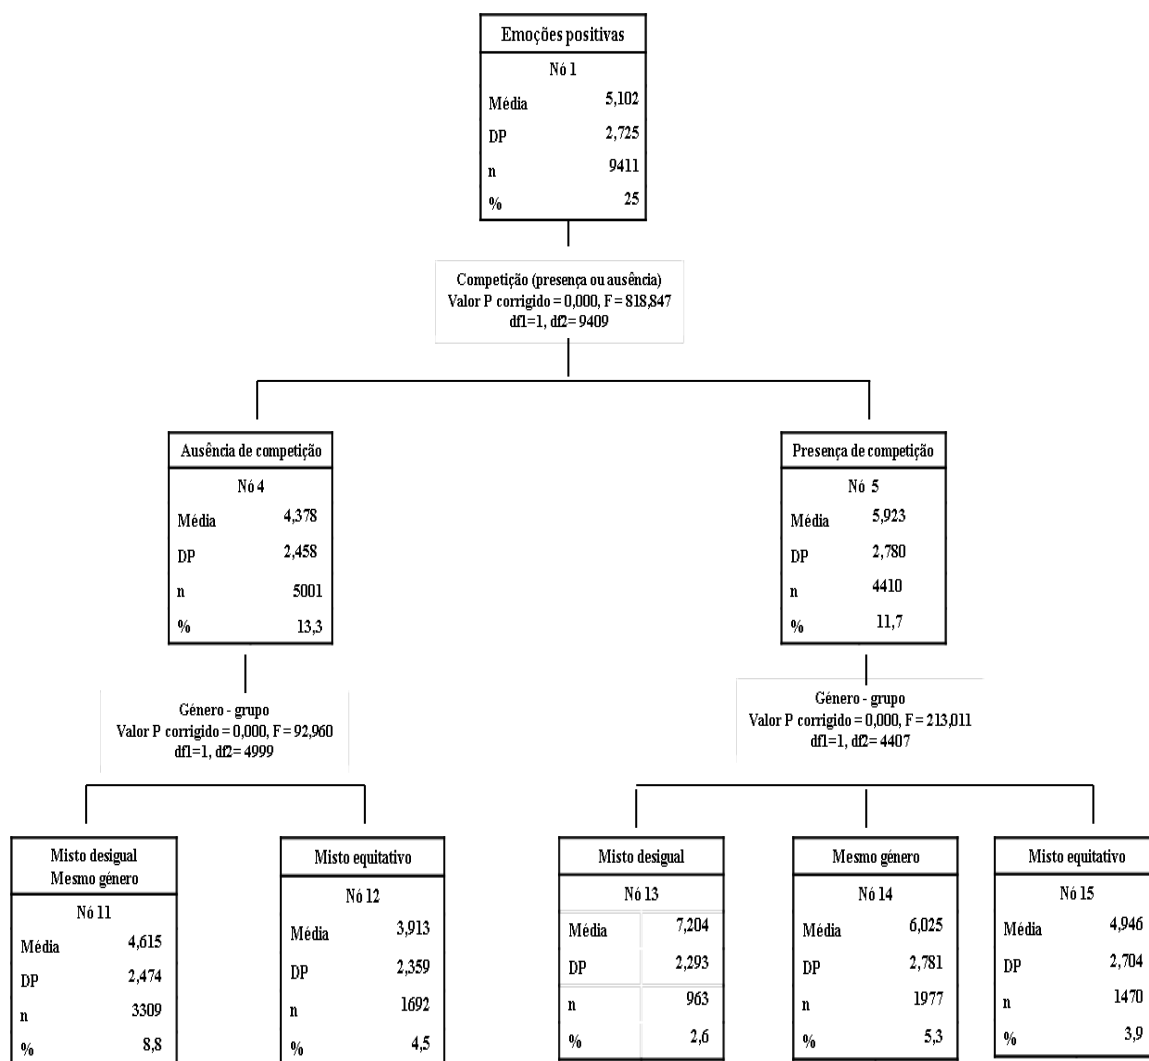 Emoções positivas
Nó 1
Média 5,102
DP 2,725
n 9411
% 25
Competição (presença ou ausência)
Valor P corrigido = 0,000, F = 818,847
df1=1, df2= 9409
Ausência de competição
Nó 4
Média 4,378
DP 2,458
n 5001
% 13,3
Presença de competição
Nó 5
Média 5,923
DP 2,780
n 4410
% 11,7
Género - grupo
Valor P corrigido = 0,000, F = 92,960
df1=1, df2= 4999
Género - grupo
Valor P corrigido = 0,000, F = 213,011
df1=1, df2= 4407
Misto desigual
Mesmo género
Nó 11
Média 4,615
DP 2,474
n 3309
% 8,8
Misto equitativo
Nó 12
Média 3,913
DP 2,359
n 1692
% 4,5
Misto desigual
Nó 13
Média 7,204
DP 2,293
n 963
% 2,6
Mesmo género
Nó 14
Média 6,025
DP 2,781
n 1977
% 5,3
Misto equitativo
Nó 15
Média 4,946
DP 2,704
n 1470
% 3,9